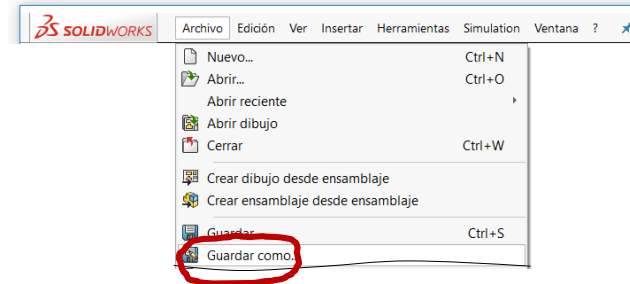 SOLIDWORKS Archivo Edición Ver Insertar Herramientas Simulation Ventana ?
Nuevo... Ctrl+N
Abrir... Ctrl+O
Abrir reciente
Abrir dibujo
Cerrar Ctrl+W
Crear dibujo desde ensamblaje
Crear ensamblaje desde ensamblaje
Guardar Ctrl+S
Guardar como...